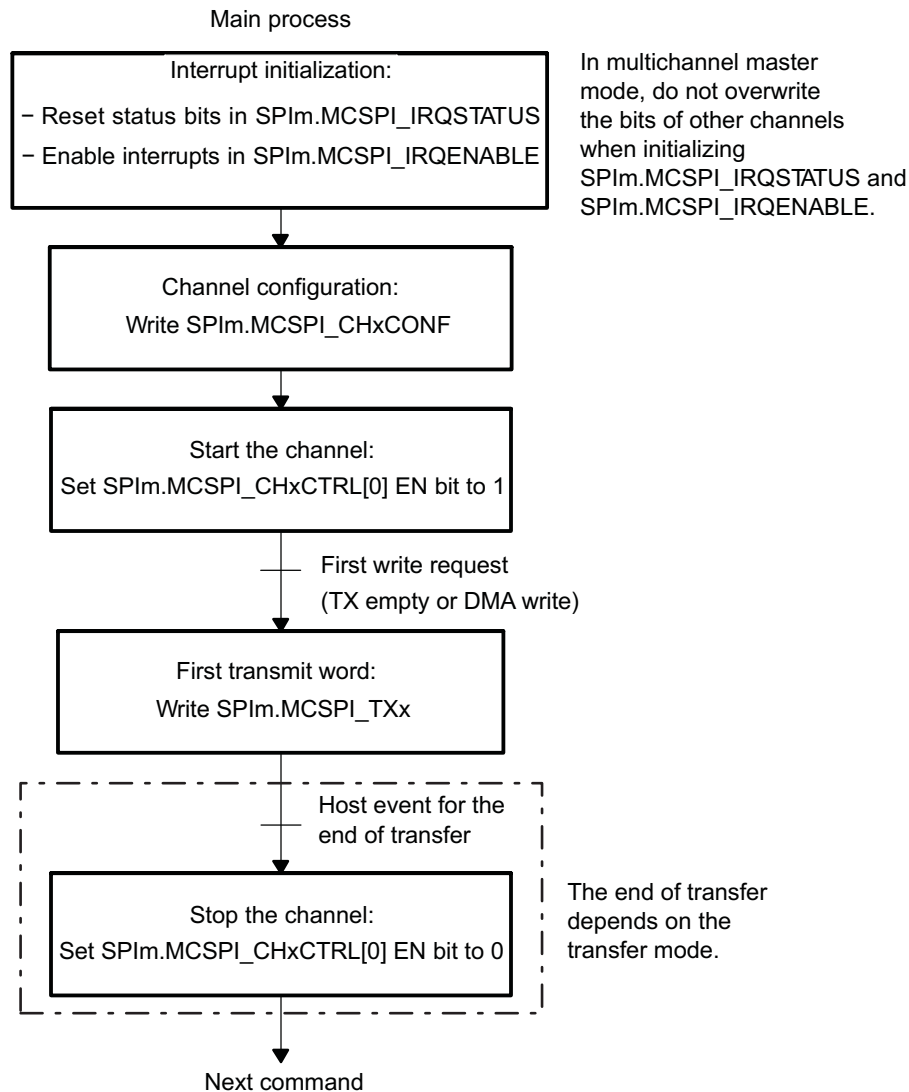 Main process
Interrupt initialization:
− Reset status bits in SPIm.MCSPI_IRQSTATUS
− Enable interrupts in SPIm.MCSPI_IRQENABLE
In multichannel master
mode, do not overwrite
the bits of other channels
when initializing
SPIm.MCSPI_IRQSTATUS and
SPIm.MCSPI_IRQENABLE.
Channel configuration:
Write SPIm.MCSPI_CHxCONF
Start the channel:
Set SPIm.MCSPI_CHxCTRL[0] EN bit to 1
First write request
(TX empty or DMA write)
First transmit word:
Write SPIm.MCSPI_TXx
Host event for the
end of transfer
Stop the channel:
Set SPIm.MCSPI_CHxCTRL[0] EN bit to 0
The end of transfer
depends on the
transfer mode.
Next command